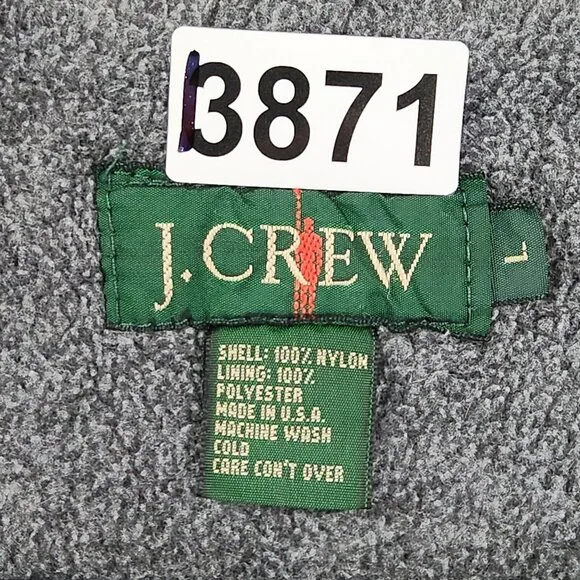 3871
J.CREW
L
SHELL: 100% NYLON
LINING: 100%
POLYESTER
MADE IN U.S.A.
MACHINE WASH
COLD
CARE CON'T OVER